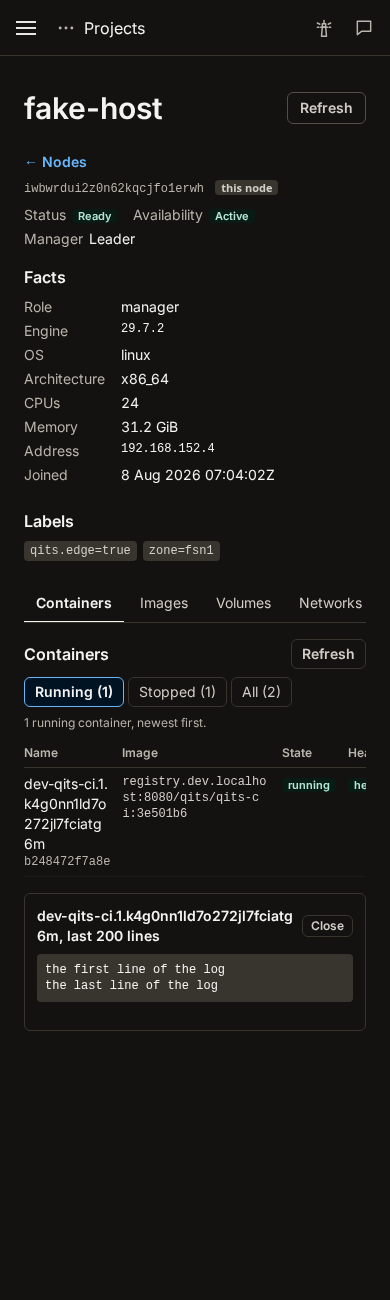 Projects
fake-host
Refresh
← Nodes
iwbwrdui2z0n62kqcjfo1erwh this node
Status Ready Availability Active
Manager Leader
Facts
Role manager
Engine 29.7.2
OS linux
Architecture x86_64
CPUs 24
Memory 31.2 GiB
Address 192.168.152.4
Joined 8 Aug 2026 07:04:02Z
Labels
qits.edge=true zone=fsn1
Containers Images Volumes Networks
Containers
Refresh
Running (1) Stopped (1) All (2)
1 running container, newest first.
Name Image State Hea
dev-qits-ci.1. registry.dev.localho running he
k4g0nn1ld7o st:8080/qits/qits-c
272jl7fciatg i:3e501b6
6m
b248472f7a8e
dev-qits-ci.1.k4g0nn1ld7o272jl7fciatg
6m, last 200 lines
Close
the first line of the log
the last line of the log